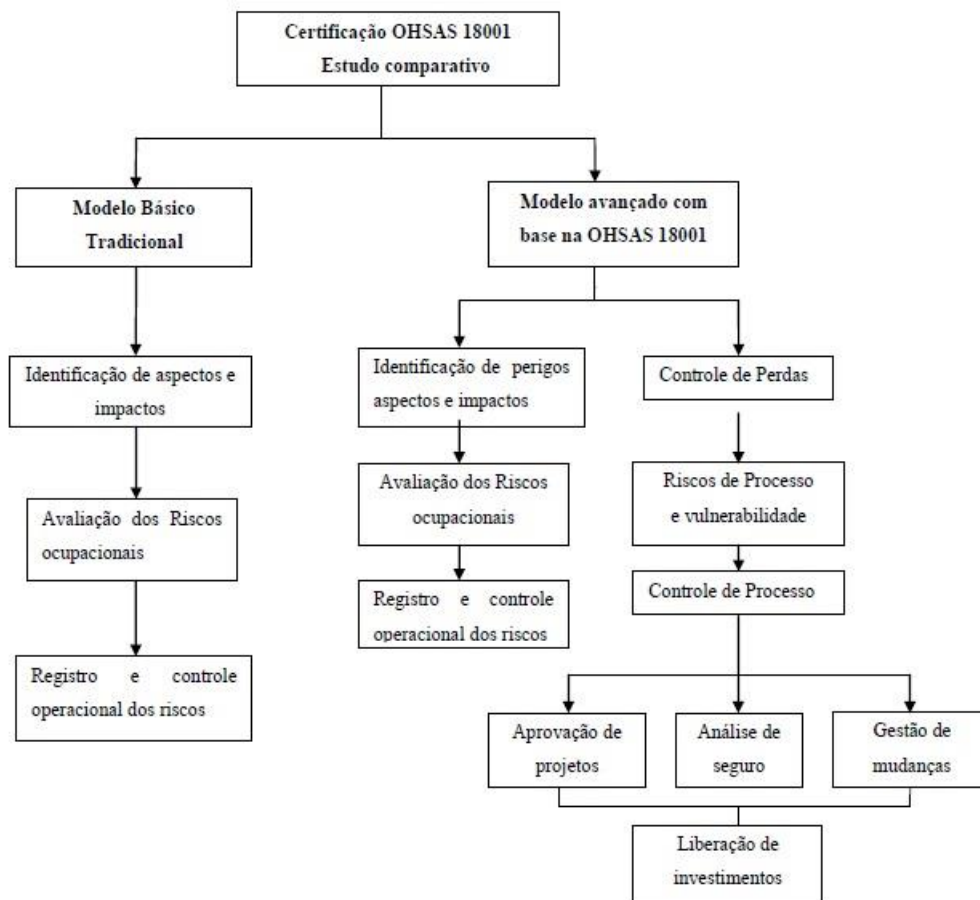 Certificação OHSAS 18001
Estudo comparativo
Modelo Básico
Tradicional
Modelo avançado com
base na OHSAS 18001
Identificação de aspectos e
impactos
Identificação de perigos
aspectos e impactos
Controle de Perdas
Avaliação dos Riscos
ocupacionais
Avaliação dos Riscos
ocupacionais
Riscos de Processo
e vulnerabilidade
Registro e controle
operacional dos riscos
Registro e controle
operacional dos riscos
Controle de Processo
Aprovação de
projetos
Análise de
seguro
Gestão de
mudanças
Liberação de
investimentos